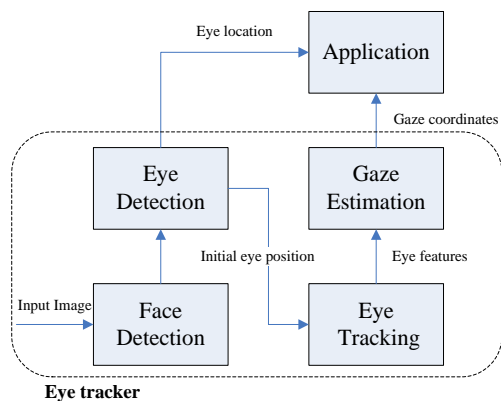 Eye location
Application
Gaze coordinates
Eye
Detection
Gaze
Estimation
Initial eye position
Eye features
Input Image
Face
Detection
Eye
Tracking
Eye tracker